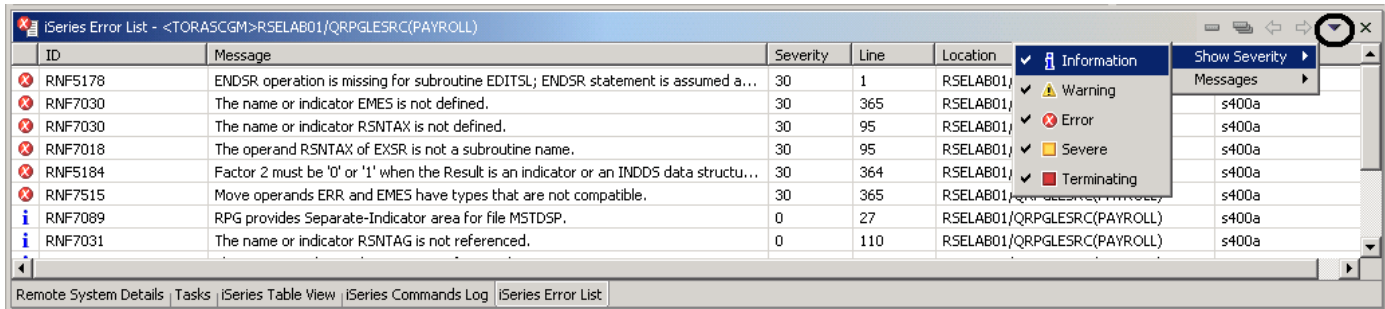 iSeries Error List - <TORASCGM>RSELAB01/QRPGLESRC(PAYROLL)
ID Message Severity Line Location Show Severity
Information
RNF5178 ENDSR operation is missing for subroutine EDITSL; ENDSR statement is assumed a... 30 1 RSELAB01/ Messages
Warning
RNF7030 The name or indicator EMES is not defined. 30 365 RSELAB01/ s400a
RNF7030 The name or indicator RSNTAX is not defined. 30 95 RSELAB01/ Error s400a
RNF7018 The operand RSNTAX of EXSR is not a subroutine name. 30 95 RSELAB01/ Severe s400a
RNF5184 Factor 2 must be '0' or '1' when the Result is an indicator or an INDDS data structu... 30 364 RSELAB01/ Terminating s400a
RNF7515 Move operands ERR and EMES have types that are not compatible. 30 365 s400a
RNF7089 RPG provides Separate-Indicator area for file MSTDSP. 0 27 RSELAB01/QRPGLESRC(PAYROLL) s400a
RNF7031 The name or indicator RSNTAG is not referenced. 0 110 RSELAB01/QRPGLESRC(PAYROLL) s400a
Remote System Details Tasks iSeries Table View iSeries Commands Log iSeries Error List